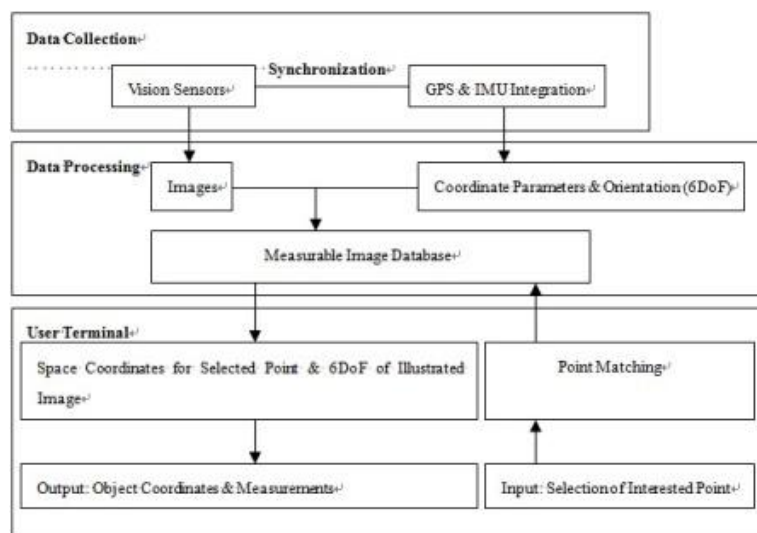 Data Collection
Synchronization
Vision Sensors
GPS & IMU Integration
Data Processing
Images
Coordinate Parameters & Orientation (6DoF)
Measurable Image Database
User Terminal
Space Coordinates for Selected Point & 6DoF of Illustrated
Image
Point Matching
Output: Object Coordinates & Measurements
Input: Selection of Interested Point